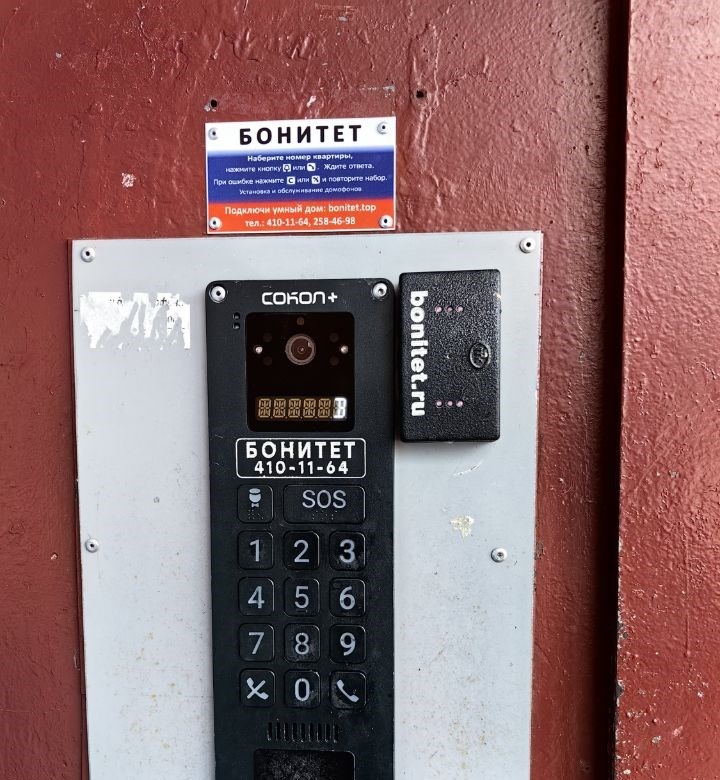 БОНИТЕТ
Наберите номер квартиры,
нажмите кнопку или . Ждите ответа.
При ошибке нажмите C или и повторите набор.
Установка и обслуживание домофонов
Подключи умный дом: bonitet.top
тел.: 410-11-64, 258-46-98
СОКОЛ+
bonitet.ru
БОНИТЕТ
410-11-64
SOS
1 2 3
4 5 6
7 8 9
0